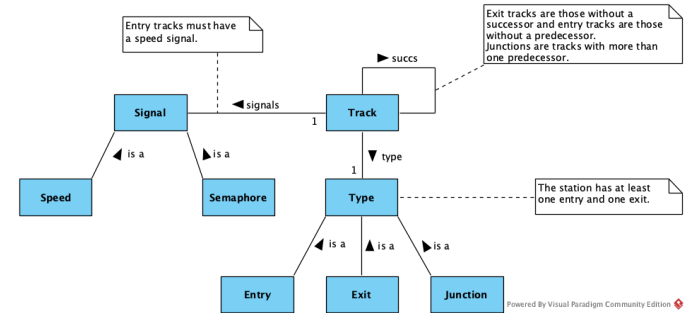 Entry tracks must have
a speed signal.
Exit tracks are those without a
successor and entry tracks are those
without a predecessor.
Junctions are tracks with more than
one predecessor.
succs
Signal
signals
1
Track
is a
is a
type
1
Speed
Semaphore
Type
The station has at least
one entry and one exit.
is a
is a
is a
Entry
Exit
Junction
Powered By Visual Paradigm Community Edition